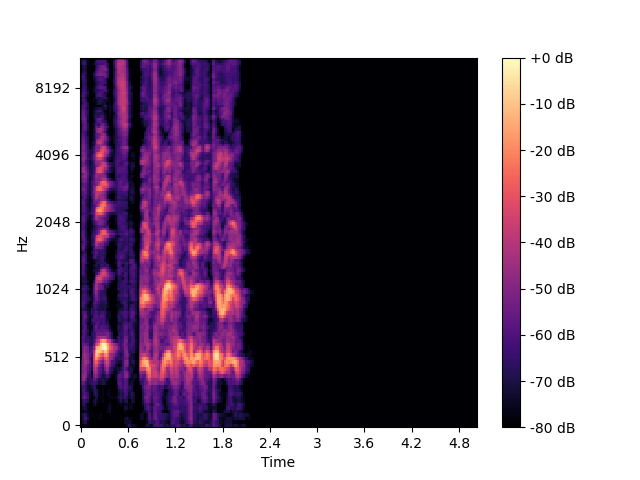 +0 dB
8192
-10 dB
4096
-20 dB
-30 dB
2048
Hz
-40 dB
1024
-50 dB
512
-60 dB
-70 dB
0
-80 dB
0 0.6 1.2 1.8 2.4 3 3.6 4.2 4.8
Time